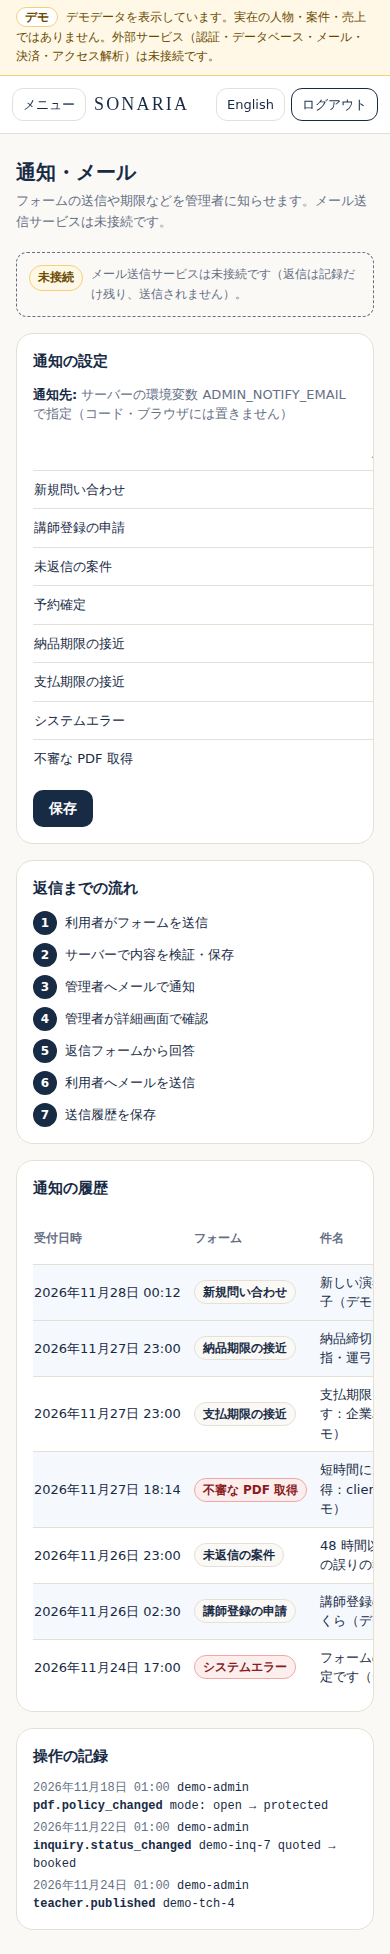 デモ デモデータを表示しています。実在の人物・案件・売上
ではありません。外部サービス（認証・データベース・メール・
決済・アクセス解析）は未接続です。
メニュー SONARIA English ログアウト
通知・メール
フォームの送信や期限などを管理者に知らせます。メール送
信サービスは未接続です。
未接続 メール送信サービスは未接続です（返信は記録だ
け残り、送信されません）。
通知の設定
通知先: サーバーの環境変数 ADMIN_NOTIFY_EMAIL
で指定（コード・ブラウザには置きません）
新規問い合わせ
講師登録の申請
未返信の案件
予約確定
納品期限の接近
支払期限の接近
システムエラー
不審な PDF 取得
保存
返信までの流れ
1 利用者がフォームを送信
2 サーバーで内容を検証・保存
3 管理者へメールで通知
4 管理者が詳細画面で確認
5 返信フォームから回答
6 利用者へメールを送信
7 送信履歴を保存
通知の履歴
受付日時 フォーム 件名
2026年11月28日 00:12 新規問い合わせ 新しい演
子（デモ
2026年11月27日 23:00 納品期限の接近 納品締切
指・運弓
2026年11月27日 23:00 支払期限の接近 支払期限
す：企業
モ）
2026年11月27日 18:14 不審な PDF 取得 短時間に
得：clien
モ）
2026年11月26日 23:00 未返信の案件 48 時間以
の誤りの
2026年11月26日 02:30 講師登録の申請 講師登録
くら（デ
2026年11月24日 17:00 システムエラー フォーム
定です（
操作の記録
2026年11月18日 01:00 demo-admin
pdf.policy_changed mode: open → protected
2026年11月22日 01:00 demo-admin
inquiry.status_changed demo-inq-7 quoted →
booked
2026年11月24日 01:00 demo-admin
teacher.published demo-tch-4